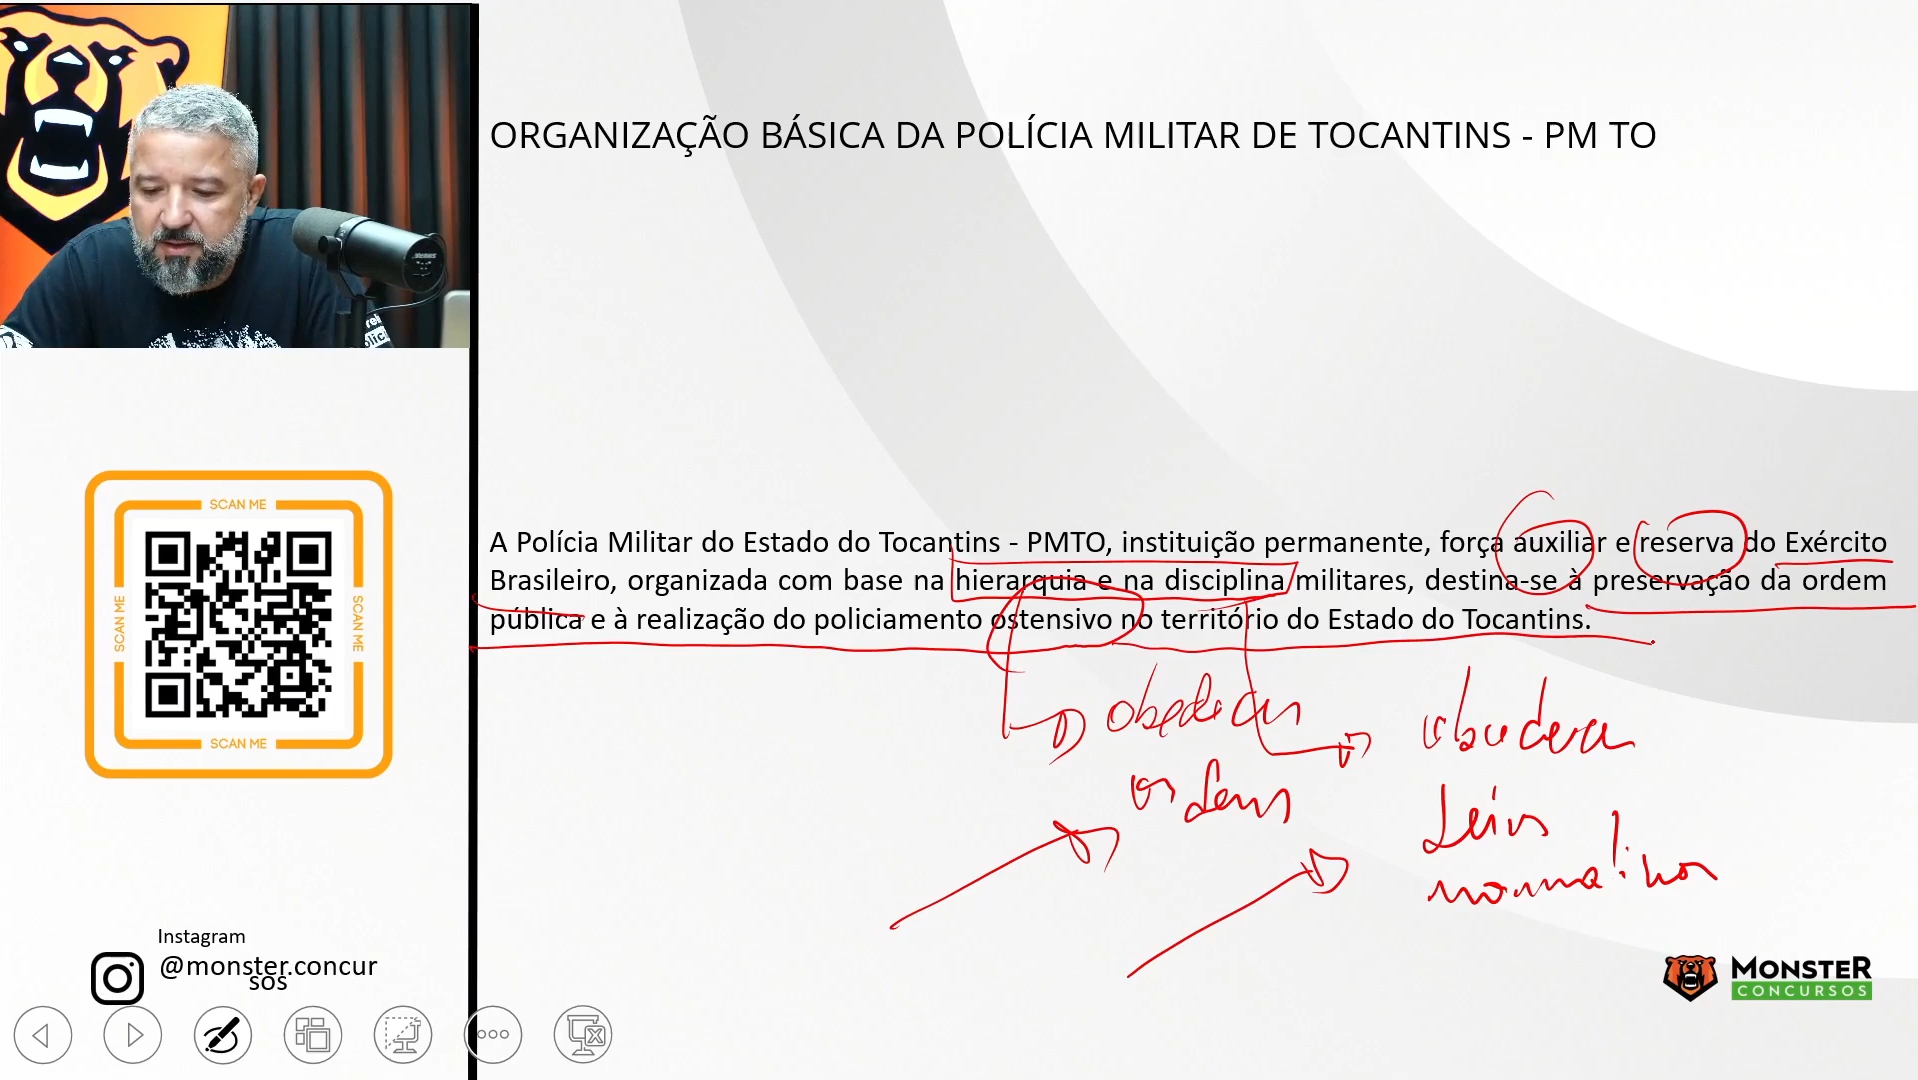 ORGANIZAÇÃO BÁSICA DA POLÍCIA MILITAR DE TOCANTINS - PM TO
A Polícia Militar do Estado do Tocantins - PMTO, instituição permanente, força auxiliar e reserva do Exército
Brasileiro, organizada com base na hierarquia e na disciplina militares, destina-se à preservação da ordem
pública e à realização do policiamento ostensivo no território do Estado do Tocantins.
obedecer
ordens
obedecer
Leis
SCAN ME
SCAN ME
SCAN ME
SCAN ME
Instagram
@monster.concur
sos
MONSTER
CONCURSOS